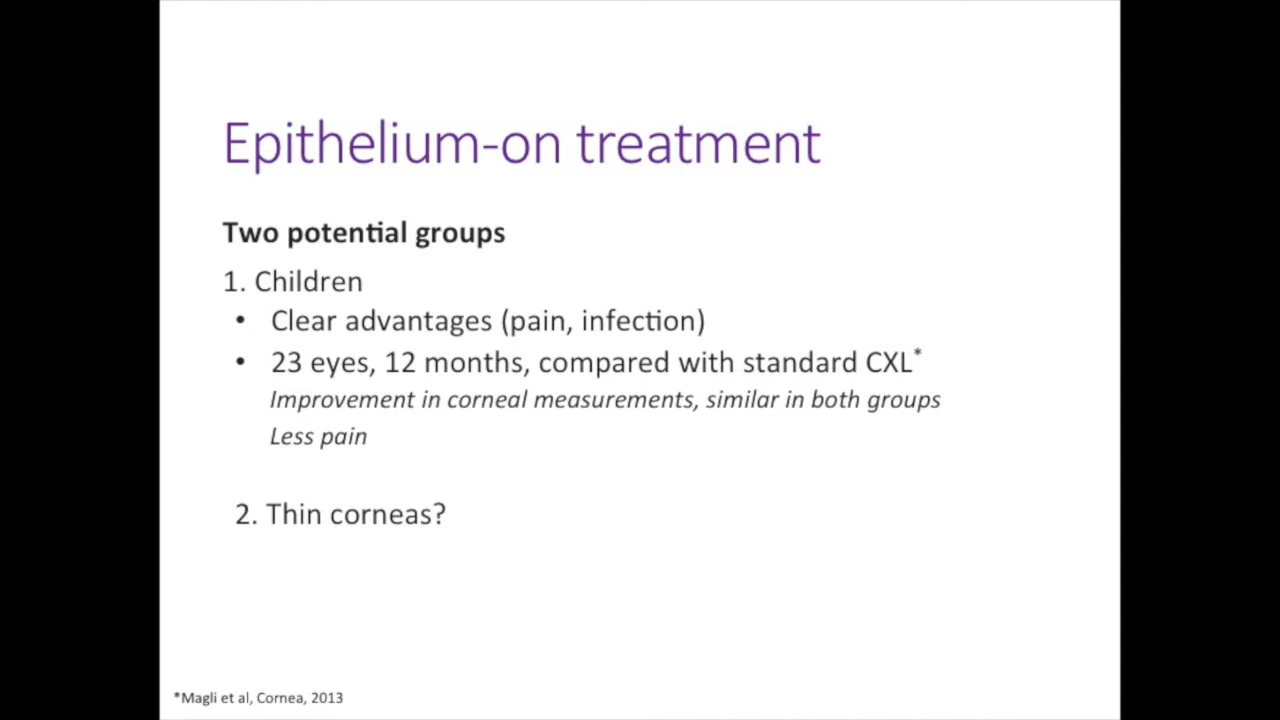 Epithelium-on treatment
Two potential groups
1. Children
• Clear advantages (pain, infection)
• 23 eyes, 12 months, compared with standard CXL*
Improvement in corneal measurements, similar in both groups
Less pain
2. Thin corneas?
*Magli et al, Cornea, 2013